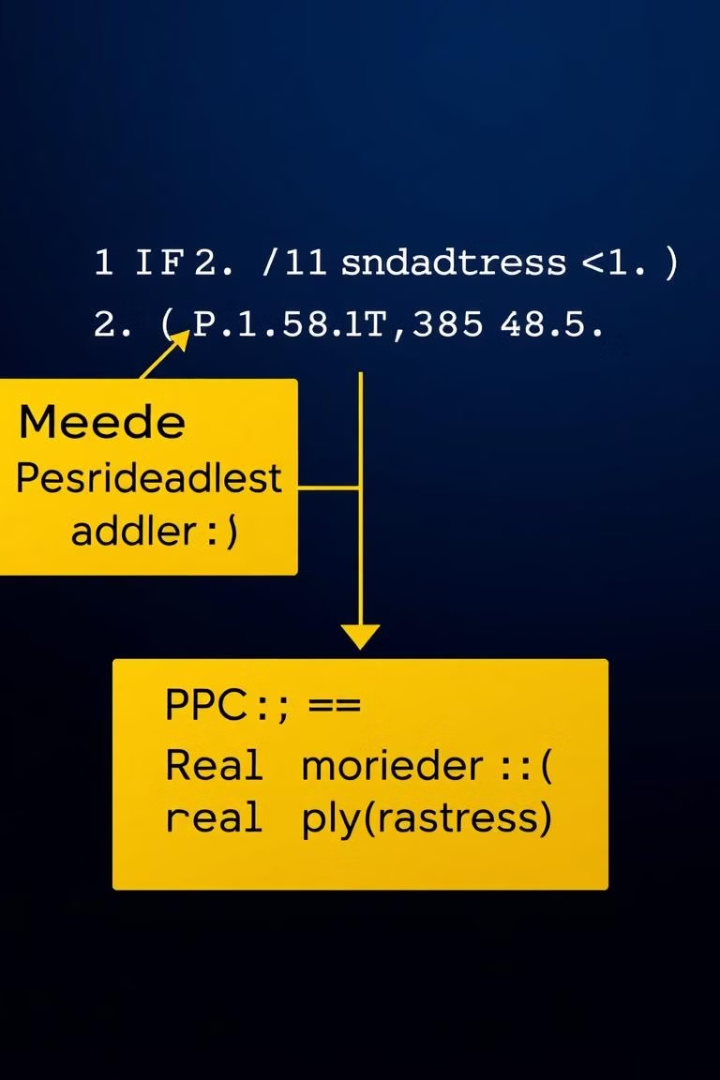 1 IF2. /11 sndadtress <1. )
2. ( P.1.58.1T,385 48.5.
Meede
Pesrideadlest
addler :)
PPC:; ==
Real morieder ::(
real ply(rastress)